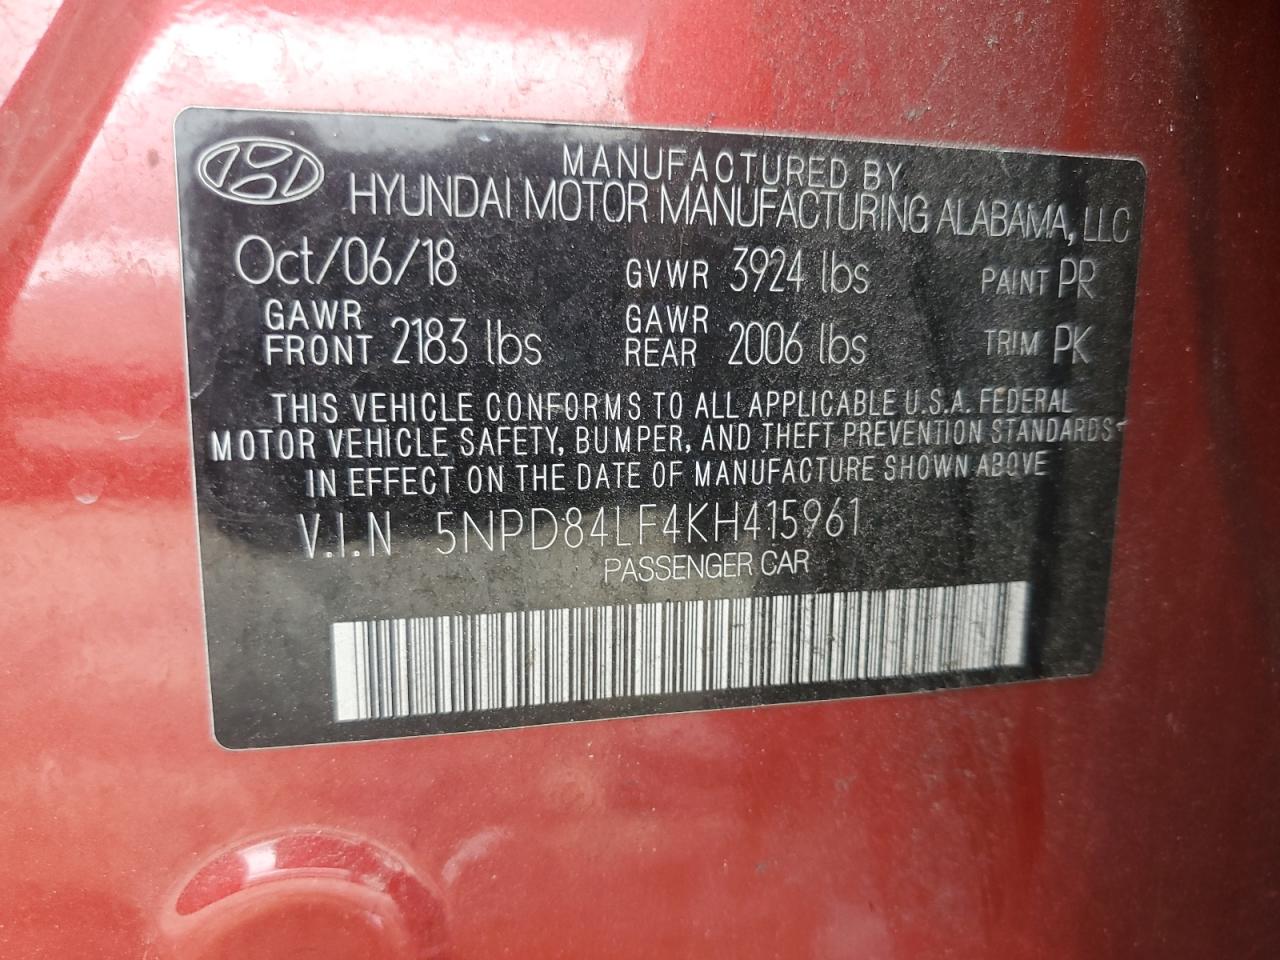 MANUFACTURED BY
HYUNDAI MOTOR MANUFACTURING ALABAMA, LLC
Oct/06/18 GVWR 3924 lbs PAINT PR
GAWR FRONT 2183 lbs GAWR REAR 2006 lbs TRIM PK
THIS VEHICLE CONFORMS TO ALL APPLICABLE U.S.A. FEDERAL
MOTOR VEHICLE SAFETY, BUMPER, AND THEFT PREVENTION STANDARDS
IN EFFECT ON THE DATE OF MANUFACTURE SHOWN ABOVE
V.I.N 5NPD84LF4KH415961
PASSENGER CAR